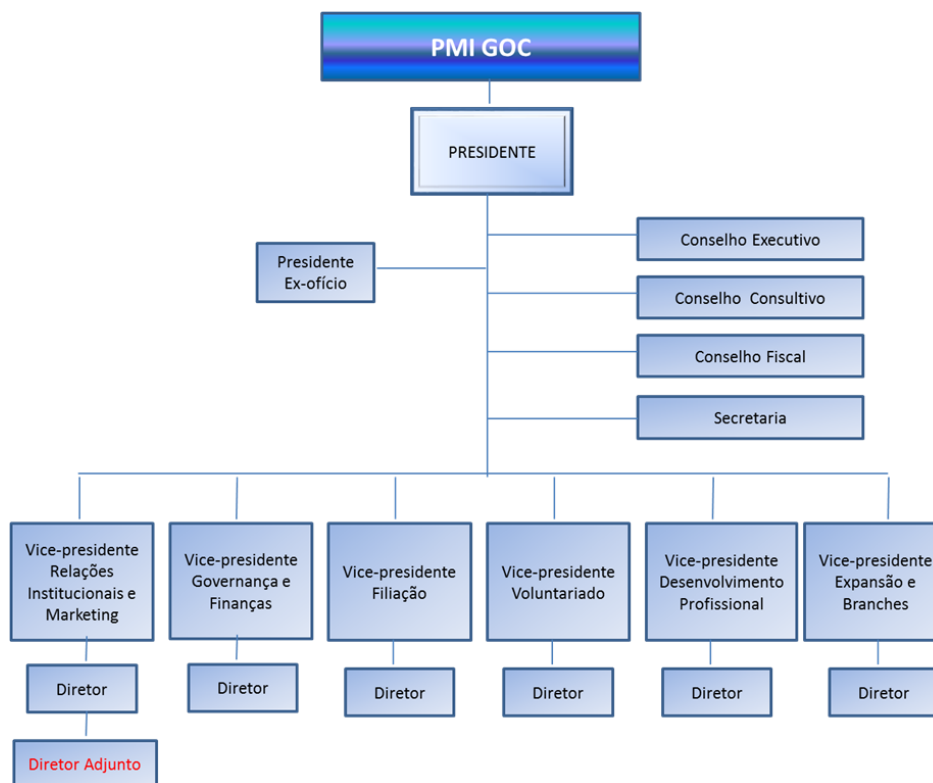 PMI GOC
PRESIDENTE
Conselho Executivo
Presidente
Ex-ofício
Conselho Consultivo
Conselho Fiscal
Secretaria
Vice-presidente
Relações
Institucionais e
Marketing
Vice-presidente
Governança e
Finanças
Vice-presidente
Filiação
Vice-presidente
Voluntariado
Vice-presidente
Desenvolvimento
Profissional
Vice-presidente
Expansão e
Branches
Diretor
Diretor
Diretor
Diretor
Diretor
Diretor
Diretor Adjunto